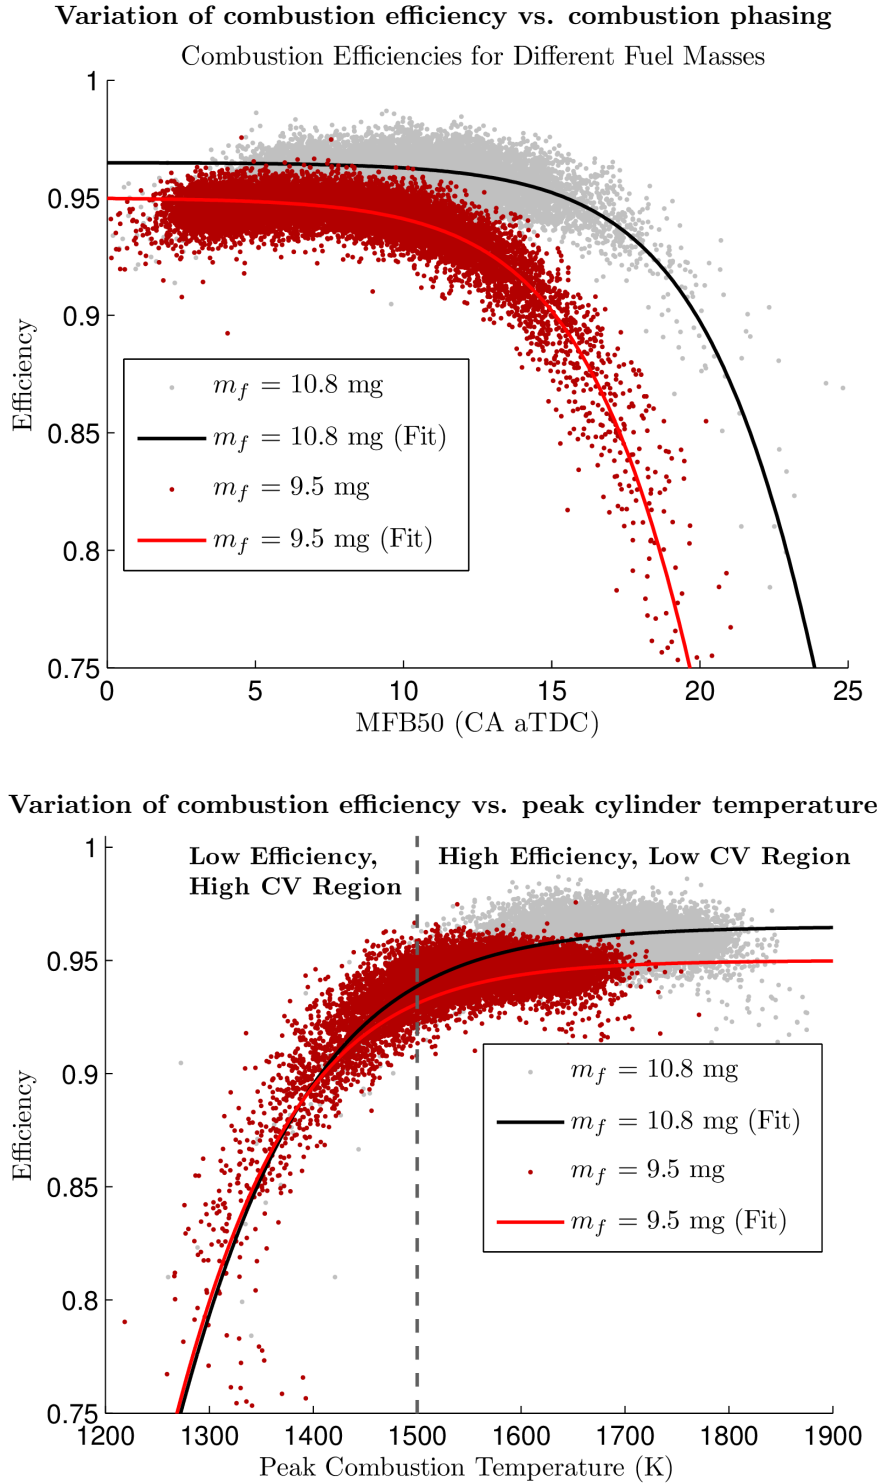 Variation of combustion efficiency vs. combustion phasing
Combustion Efficiencies for Different Fuel Masses
1
0.95
0.9
0.85
0.8
0.75
Efficiency
m_f = 10.8 mg
m_f = 10.8 mg (Fit)
m_f = 9.5 mg
m_f = 9.5 mg (Fit)
0 5 10 15 20 25
MFB50 (CA aTDC)
Variation of combustion efficiency vs. peak cylinder temperature
Low Efficiency,
High CV Region
High Efficiency, Low CV Region
1
0.95
0.9
0.85
0.8
0.75
Efficiency
m_f = 10.8 mg
m_f = 10.8 mg (Fit)
m_f = 9.5 mg
m_f = 9.5 mg (Fit)
1200 1300 1400 1500 1600 1700 1800 1900
Peak Combustion Temperature (K)